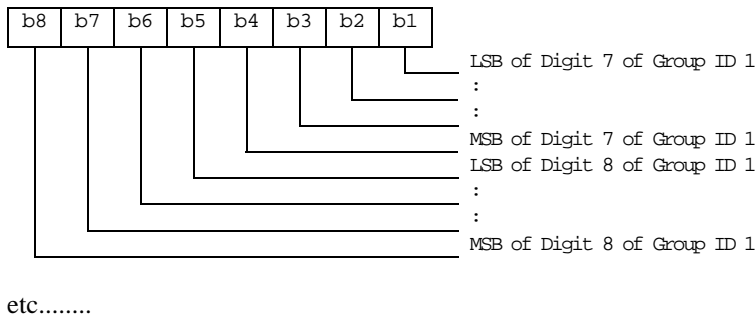 b8 b7 b6 b5 b4 b3 b2 b1
LSB of Digit 7 of Group ID 1
:
:
MSB of Digit 7 of Group ID 1
LSB of Digit 8 of Group ID 1
:
:
MSB of Digit 8 of Group ID 1
etc........